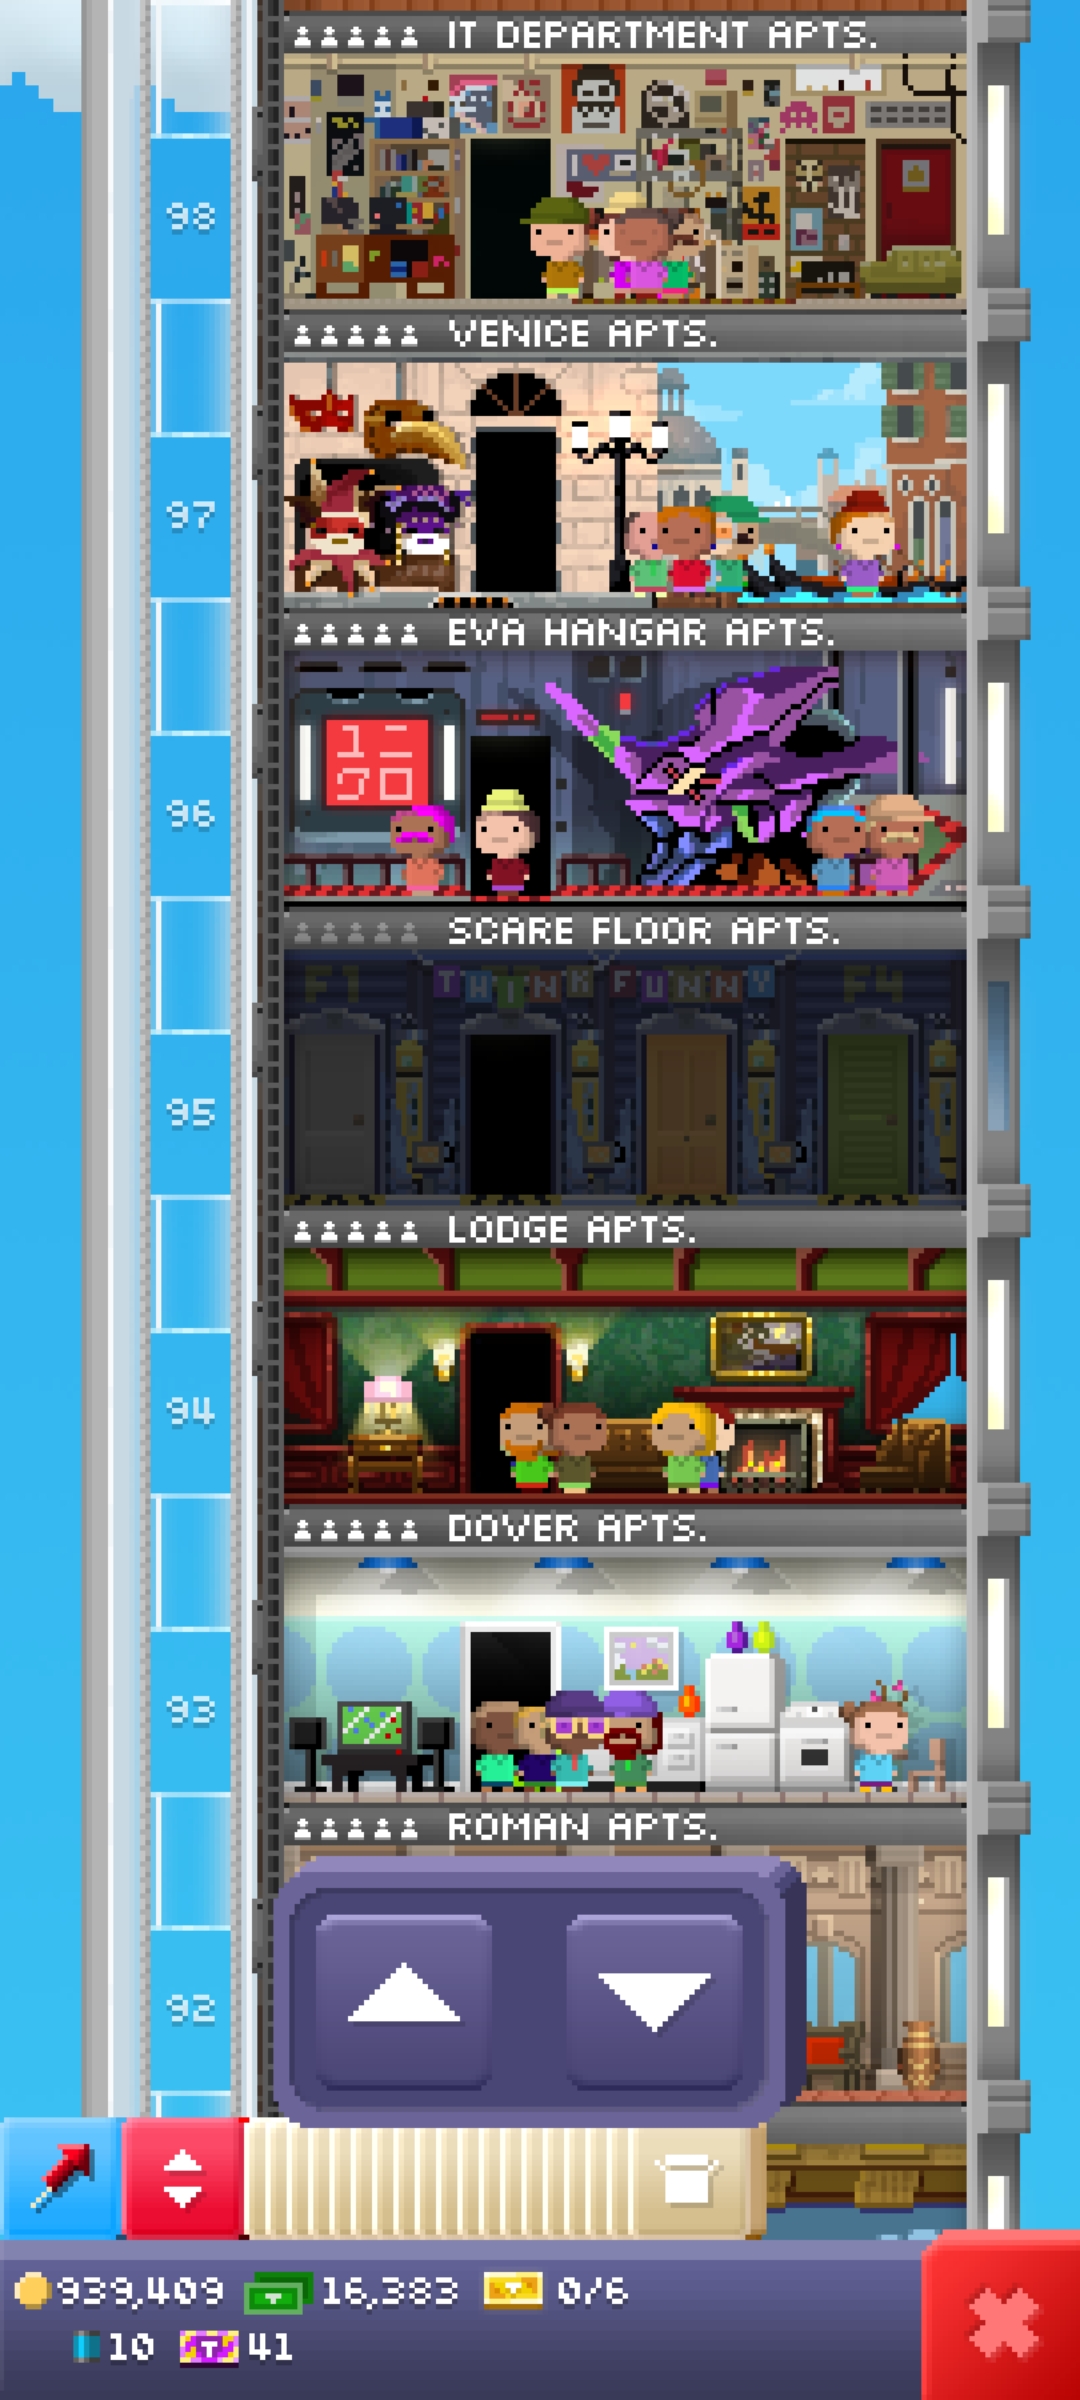 IT DEPARTMENT APTS.
98
VENICE APTS.
97
EVA HANGAR APTS.
96
SCARE FLOOR APTS.
F1 THINK FUNNY F4
95
LODGE APTS.
94
DOVER APTS.
93
ROMAN APTS.
92
939,409 16,383 0/6
10 T 41